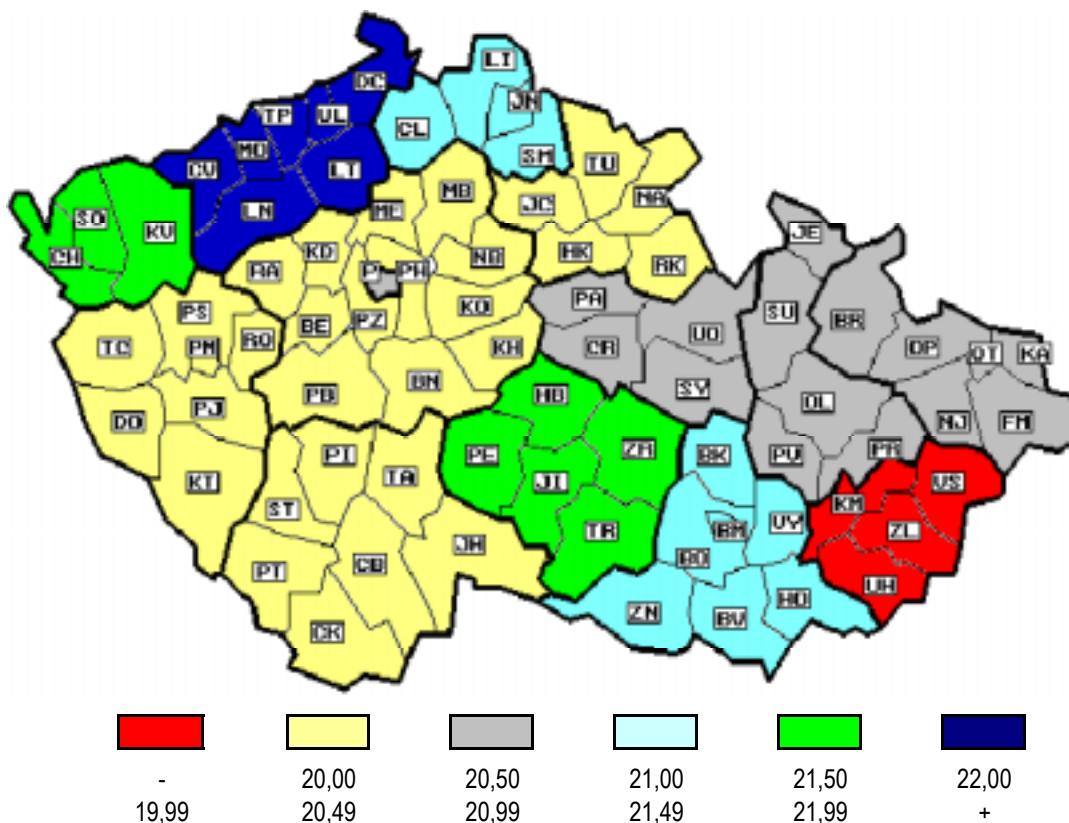 LI
DC
JN
TP
UL
CL
MO
SM
CV
LT
TU
MB
LN
JC
NA
ME
SO
KV
JE
CH
HK
NB
KD
RA
P
PH
RK
PA
KO
PS
SU
BR
BE
PZ
UO
RO
TC
PM
CR
KH
OP
OT
KA
BN
SY
PB
HB
OL
PJ
DO
NJ
FM
PE
ZM
PI
BK
PU
PR
KT
TA
JI
VS
ST
KM
TR
BM
VY
ZL
JH
BO
PT
CB
UH
HO
ZN
BV
CK
- 20,00 20,50 21,00 21,50 22,00
19,99 20,49 20,99 21,49 21,99 +